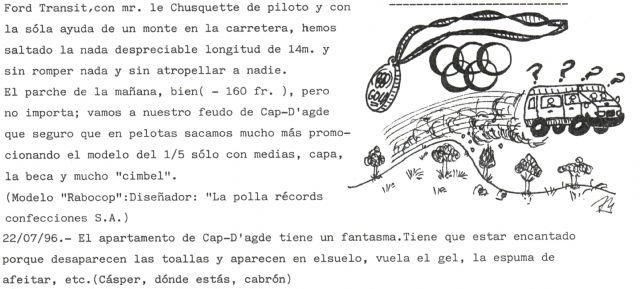 Ford Transit,con mr. le Chusquette de piloto y con
la sóla ayuda de un monte en la carretera, hemos
saltado la nada despreciable longitud de 14m. y
sin romper nada y sin atropellar a nadie.
El parche de la mañana, bien( - 160 fr. ), pero
no importa; vamos a nuestro feudo de Cap-D'agde
que seguro que en pelotas sacamos mucho más promo-
cionando el modelo del 1/5 sólo con medias, capa,
la beca y mucho "cimbel".
(Modelo "Rabocop":Diseñador: "La polla récords
confecciones S.A.)
22/07/96.- El apartamento de Cap-D'agde tiene un fantasma.Tiene que estar encantado
porque desaparecen las toallas y aparecen en elsuelo, vuela el gel, la espuma de
afeitar, etc.(Cásper, dónde estás, cabrón)
? ? ? ?